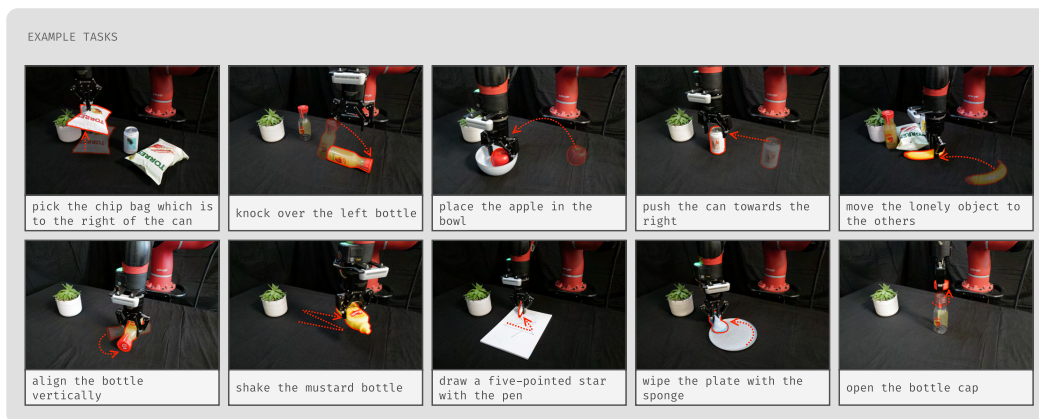 EXAMPLE TASKS
pick the chip bag which is
to the right of the can
knock over the left bottle
place the apple in the
bowl
push the can towards the
right
move the lonely object to
the others
align the bottle
vertically
shake the mustard bottle
draw a five-pointed star
with the pen
wipe the plate with the
sponge
open the bottle cap